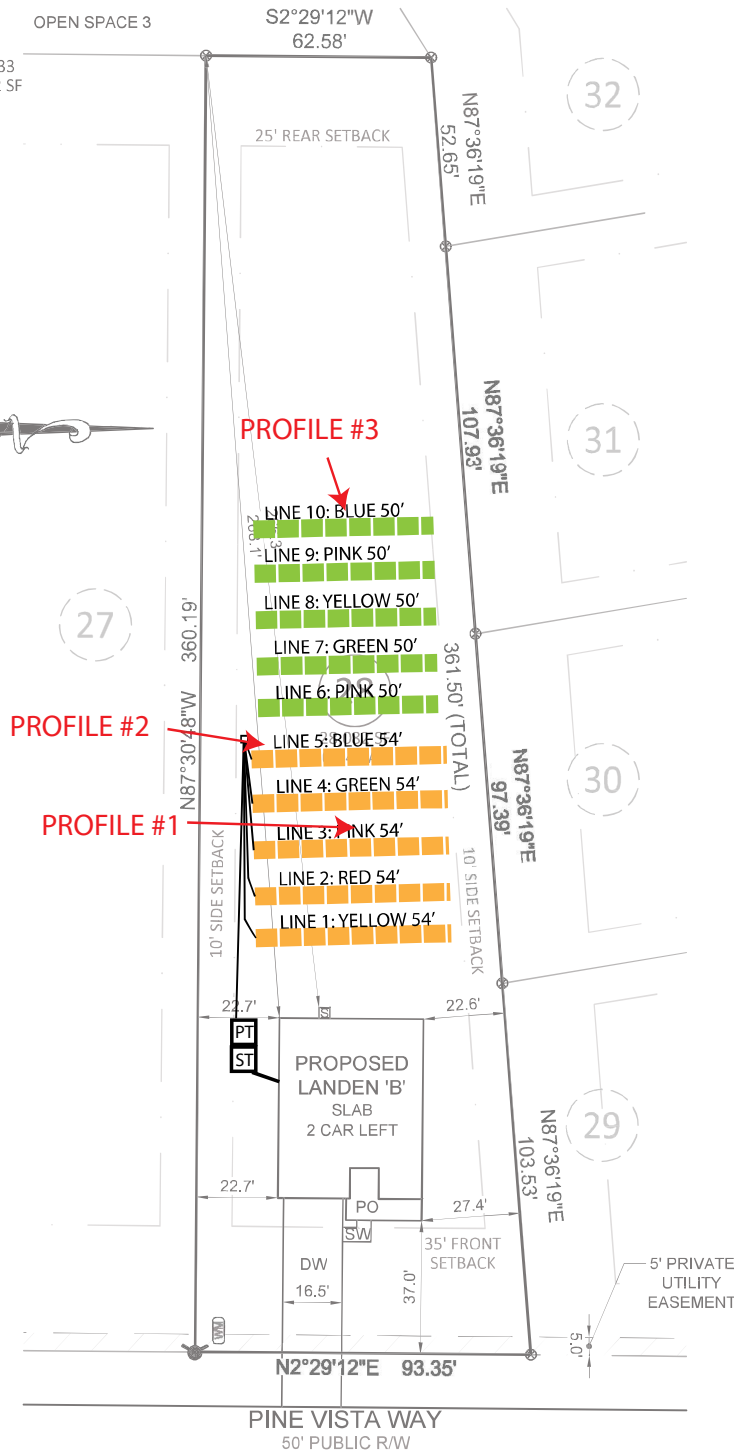 OPEN SPACE 3
S2°29'12"W
62.58'
33
SF
32
N87°36'19"E
52.65'
25' REAR SETBACK
N87°36'19"E
107.93'
31
PROFILE #3
LINE 10: BLUE 50'
LINE 9: PINK 50'
LINE 8: YELLOW 50'
LINE 7: GREEN 50'
LINE 6: PINK 50'
27
N87°30'48"W 360.19'
28
361.50' (TOTAL)
PROFILE #2
LINE 5: BLUE 54'
LINE 4: GREEN 54'
N87°36'19"E
97.39'
30
PROFILE #1
LINE 3: PINK 54'
LINE 2: RED 54'
LINE 1: YELLOW 54'
10' SIDE SETBACK
10' SIDE SETBACK
22.7'
S
22.6'
PT
ST
PROPOSED
LANDEN 'B'
SLAB
2 CAR LEFT
N87°36'19"E
103.53'
29
22.7'
PO
27.4'
SW
35' FRONT
SETBACK
DW
16.5'
37.0'
5' PRIVATE
UTILITY
EASEMENT
WM
5.0'
N2°29'12"E 93.35'
PINE VISTA WAY
50' PUBLIC R/W